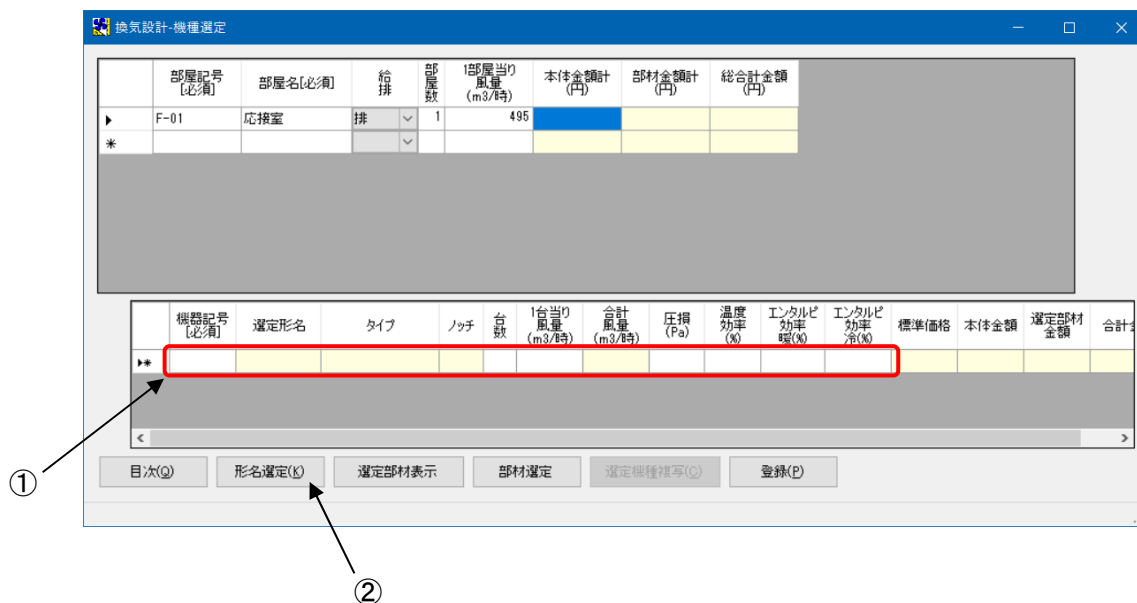 換気設計-機種選定
部屋記号[必須] 部屋名[必須] 給排 部屋数 1部屋当り風量(m3/時) 本体金額計(円) 部材金額計(円) 総合計金額(円)
F-01 応接室 排 1 495
機器記号[必須] 選定形名 タイプ ノッチ 台数 1台当り風量(m3/時) 合計風量(m3/時) 圧損(Pa) 温度効率(%) エンタルピ効率暖(%) エンタルピ効率冷(%) 標準価格 本体金額 選定部材金額 合計
①
目次(Q) 形名選定(K) 選定部材表示 部材選定 選定機種複写(C) 登録(P)
②